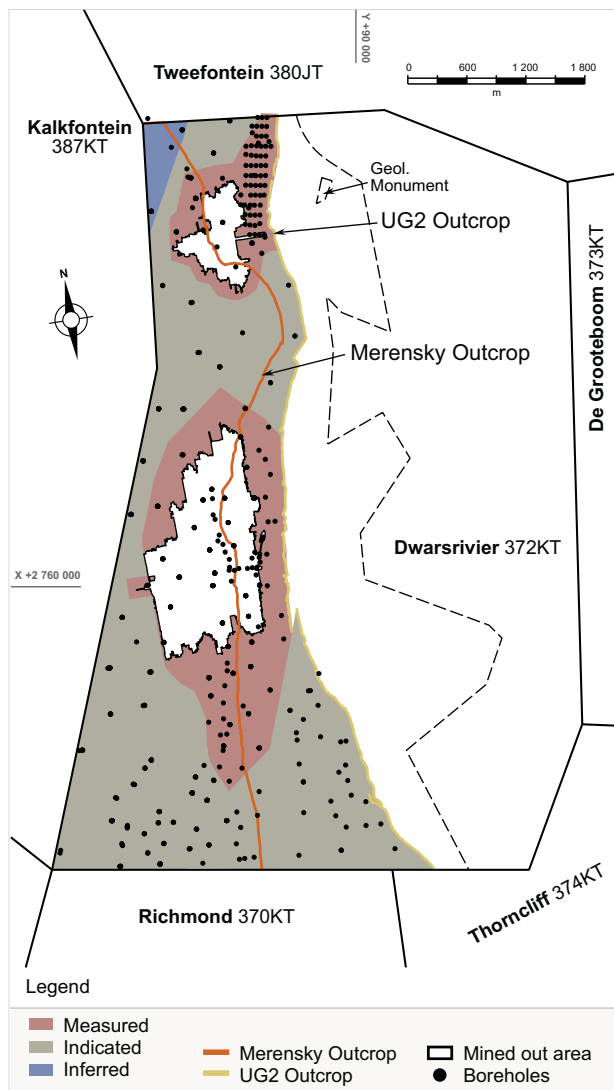 Y +90 000
Tweefontein 380JT
0 600 1 200 1 800
m
Kalkfontein
387KT
Geol.
Monument
UG2 Outcrop
De Grooteboom 373KT
N
Merensky Outcrop
Dwarsrivier 372KT
X +2 760 000
Richmond 370KT
Thorncliff 374KT
Legend
Measured
Indicated
Inferred
Merensky Outcrop
UG2 Outcrop
Mined out area
Boreholes